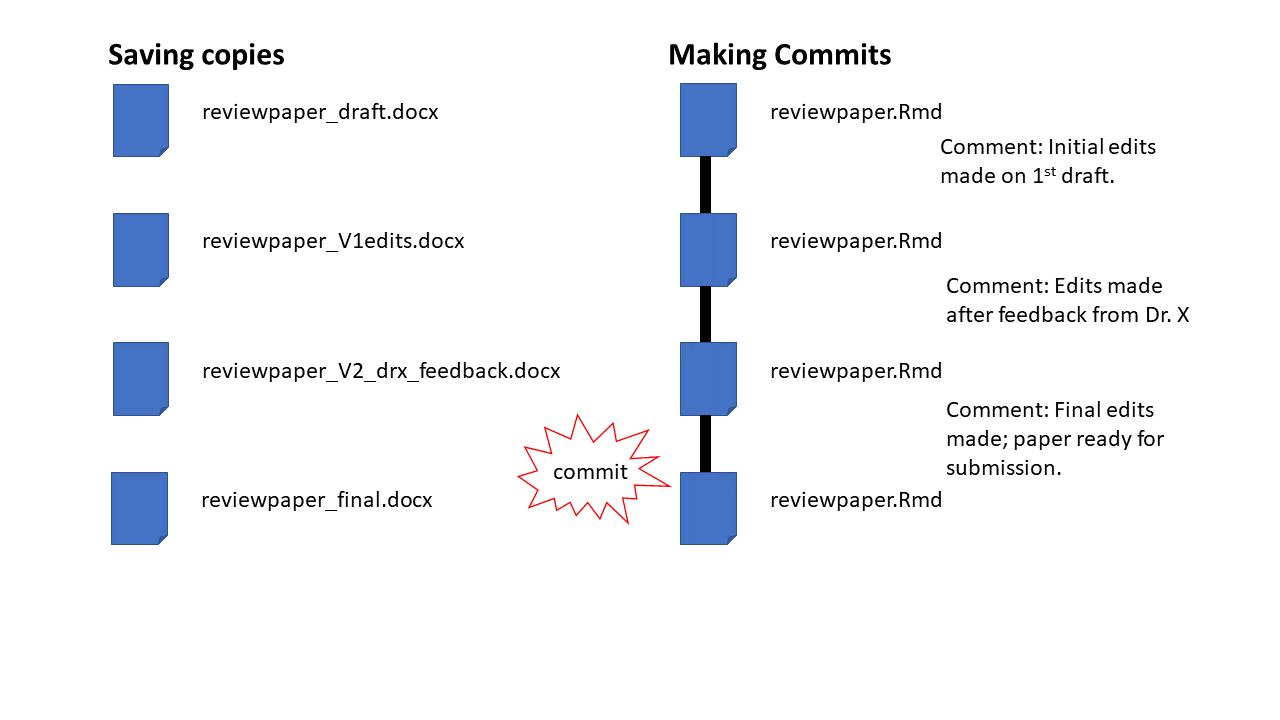 Saving copies
reviewpaper_draft.docx
reviewpaper_V1edits.docx
reviewpaper_V2_drx_feedback.docx
reviewpaper_final.docx
commit
Making Commits
reviewpaper.Rmd
Comment: Initial edits
made on 1st draft.
reviewpaper.Rmd
Comment: Edits made
after feedback from Dr. X
reviewpaper.Rmd
Comment: Final edits
made; paper ready for
submission.
reviewpaper.Rmd